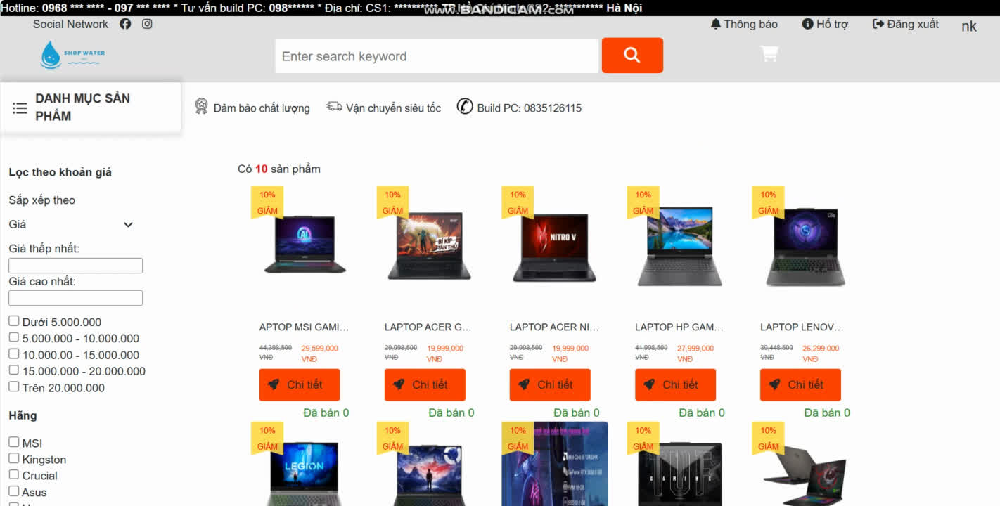 Hotline: 0968 *** **** - 097 *** **** * Tư vấn build PC: 098****** * Địa chỉ: CS1: *********** TP.Hồ Chí Minh CS2: *********** Hà Nội
www.BANDICAM.com
Social Network
Thông báo
Hổ trợ
Đăng xuất
nk
SHOP WATER
Enter search keyword
DANH MỤC SẢN
PHẨM
Đảm bảo chất lượng
Vận chuyển siêu tốc
Build PC: 0835126115
Lọc theo khoản giá
Sắp xếp theo
Giá
Giá thấp nhất:
Giá cao nhất:
Dưới 5.000.000
5.000.000 - 10.000.000
10.000.00 - 15.000.000
15.000.000 - 20.000.000
Trên 20.000.000
Hãng
MSI
Kingston
Crucial
Asus
Có 10 sản phẩm
10%
GIẢM
10%
GIẢM
10%
GIẢM
10%
GIẢM
10%
GIẢM
AI
BÍ KÍP
TÂN THỦ
NITRO V
LOQ
APTOP MSI GAMI...
LAPTOP ACER G...
LAPTOP ACER NI...
LAPTOP HP GAM...
LAPTOP LENOV...
44,398,500
VNĐ
29,599,000
VNĐ
29,998,500
VNĐ
19,999,000
VNĐ
29,998,500
VNĐ
19,999,000
VNĐ
41,998,500
VNĐ
27,999,000
VNĐ
39,448,500
VNĐ
26,299,000
VNĐ
Chi tiết
Chi tiết
Chi tiết
Chi tiết
Chi tiết
Đã bán 0
Đã bán 0
Đã bán 0
Đã bán 0
Đã bán 0
10%
GIẢM
10%
GIẢM
10%
GIẢM
10%
GIẢM
10%
GIẢM
LEGION
TUF
GAMING